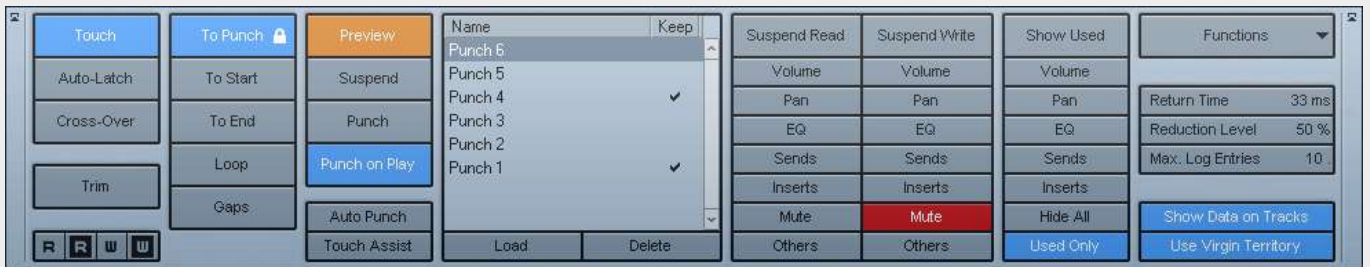 Touch
Auto-Latch
Cross-Over
Trim
R R W W
To Punch
To Start
To End
Loop
Gaps
Preview
Suspend
Punch
Punch on Play
Auto Punch
Touch Assist
Name Keep
Punch 6
Punch 5
Punch 4
Punch 3
Punch 2
Punch 1
Load Delete
Suspend Read
Volume
Pan
EQ
Sends
Inserts
Mute
Others
Suspend Write
Volume
Pan
EQ
Sends
Inserts
Mute
Others
Show Used
Volume
Pan
EQ
Sends
Inserts
Hide All
Used Only
Functions
Return Time 33 ms
Reduction Level 50 %
Max. Log Entries 10 .
Show Data on Tracks
Use Virgin Territory